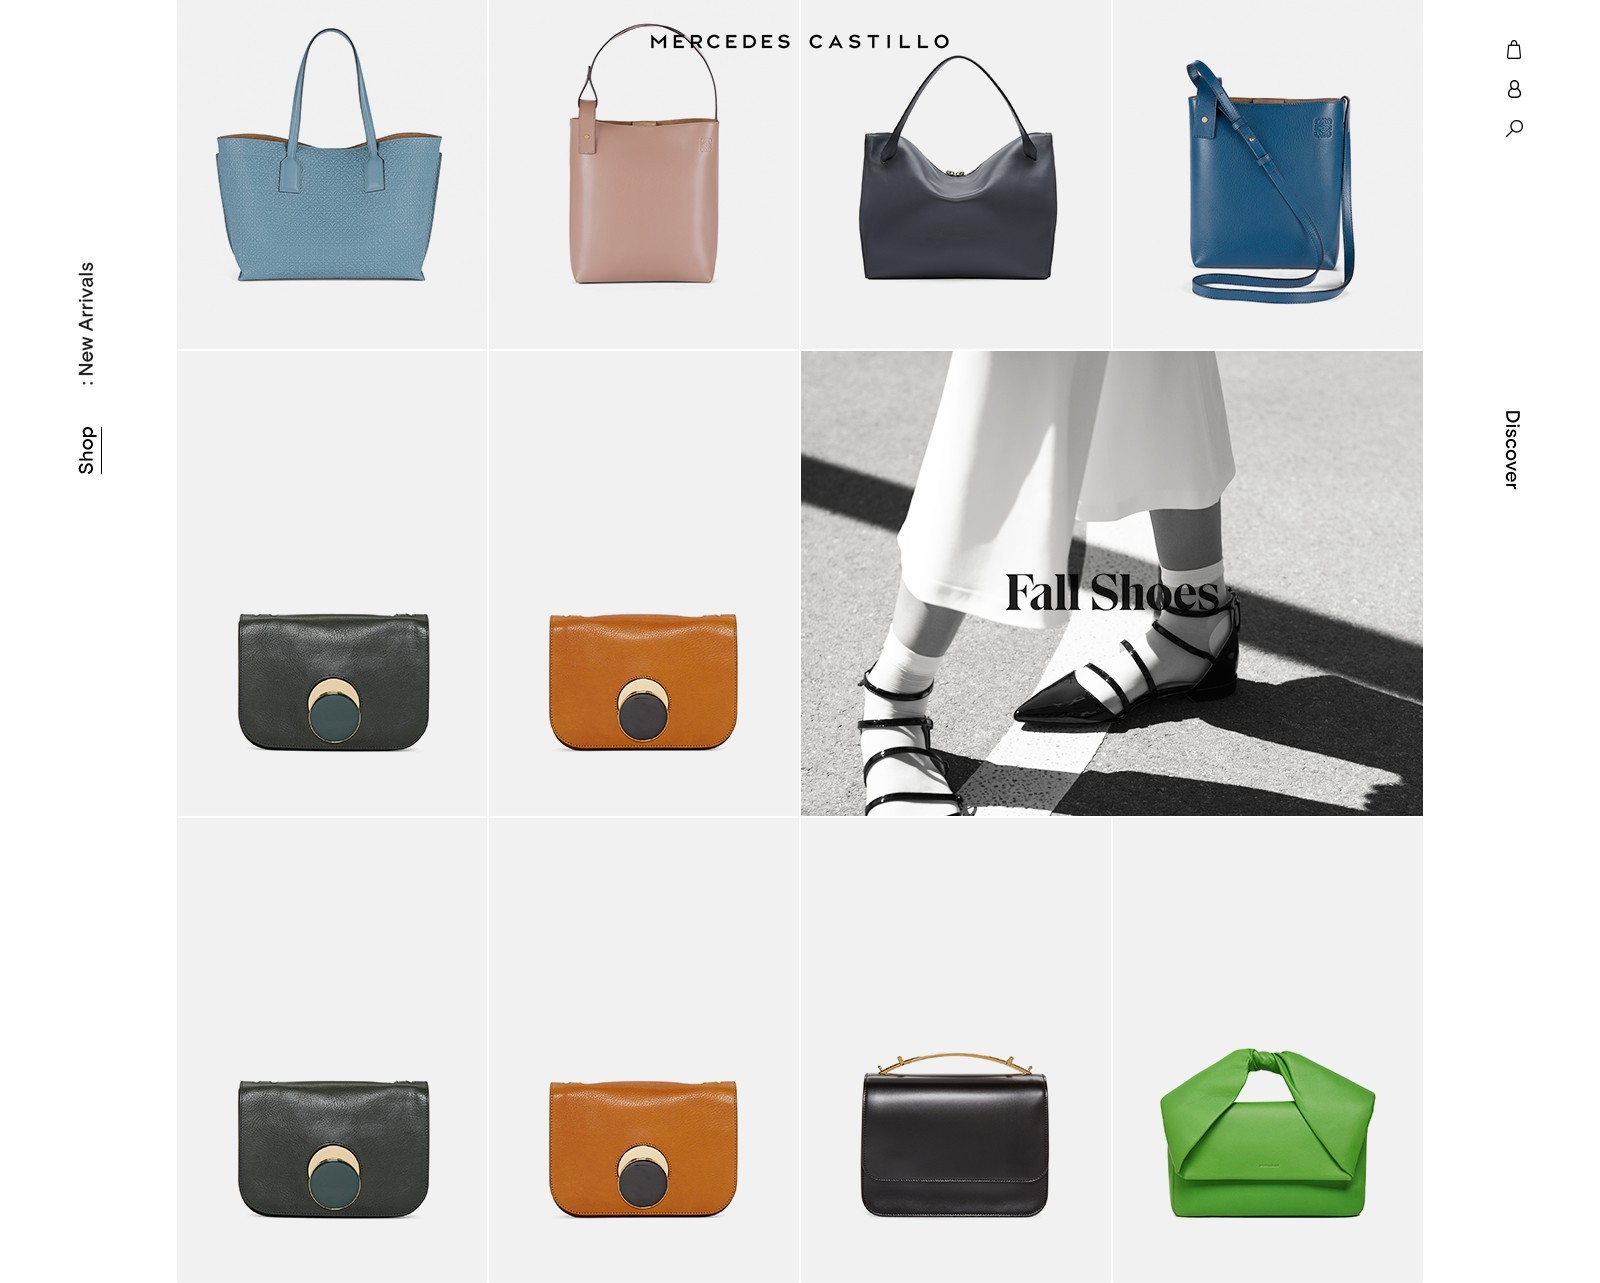 MERCEDES CASTILLO
: New Arrivals
Shop
Discover
Fall Shoes